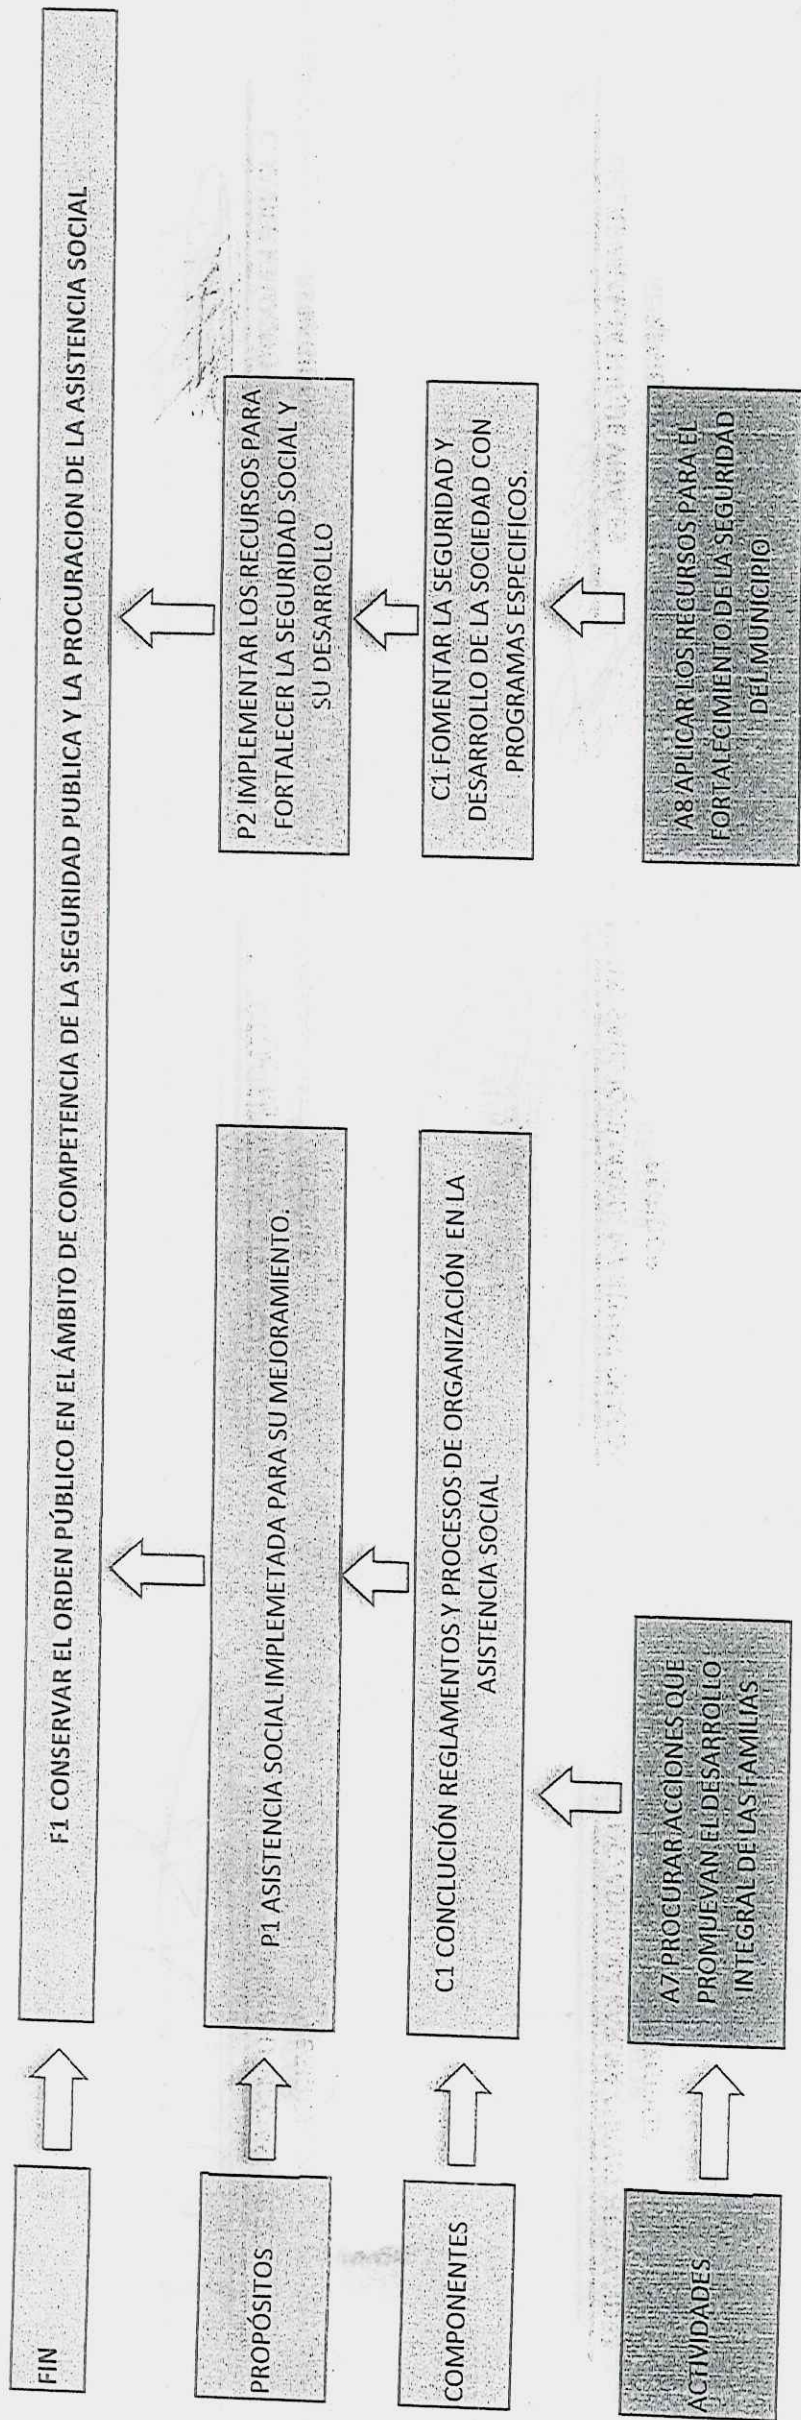 FIN
F1 CONSERVAR EL ORDEN PÚBLICO EN EL ÁMBITO DE COMPETENCIA DE LA SEGURIDAD PUBLICA Y LA PROCURACION DE LA ASISTENCIA SOCIAL
PROPÓSITOS
P1 ASISTENCIA SOCIAL IMPLEMETADA PARA SU MEJORAMIENTO.
P2 IMPLEMENTAR LOS RECURSOS PARA
FORTALECER LA SEGURIDAD SOCIAL Y
SU DESARROLLO
COMPONENTES
C1 CONCLUCIÓN REGLAMENTOS Y PROCESOS DE ORGANIZACIÓN EN LA
ASISTENCIA SOCIAL
C1 FOMENTAR LA SEGURIDAD Y
DESARROLLO DE LA SOCIEDAD CON
PROGRAMAS ESPECIFICOS.
ACTIVIDADES
A7 PROCURAR ACCIONES QUE
PROMUEVAN EL DESARROLLO
INTEGRAL DE LAS FAMILIAS
A8 APLICAR LOS RECURSOS PARA EL
FORTALECIMIENTO DE LA SEGURIDAD
DEL MUNICIPIO